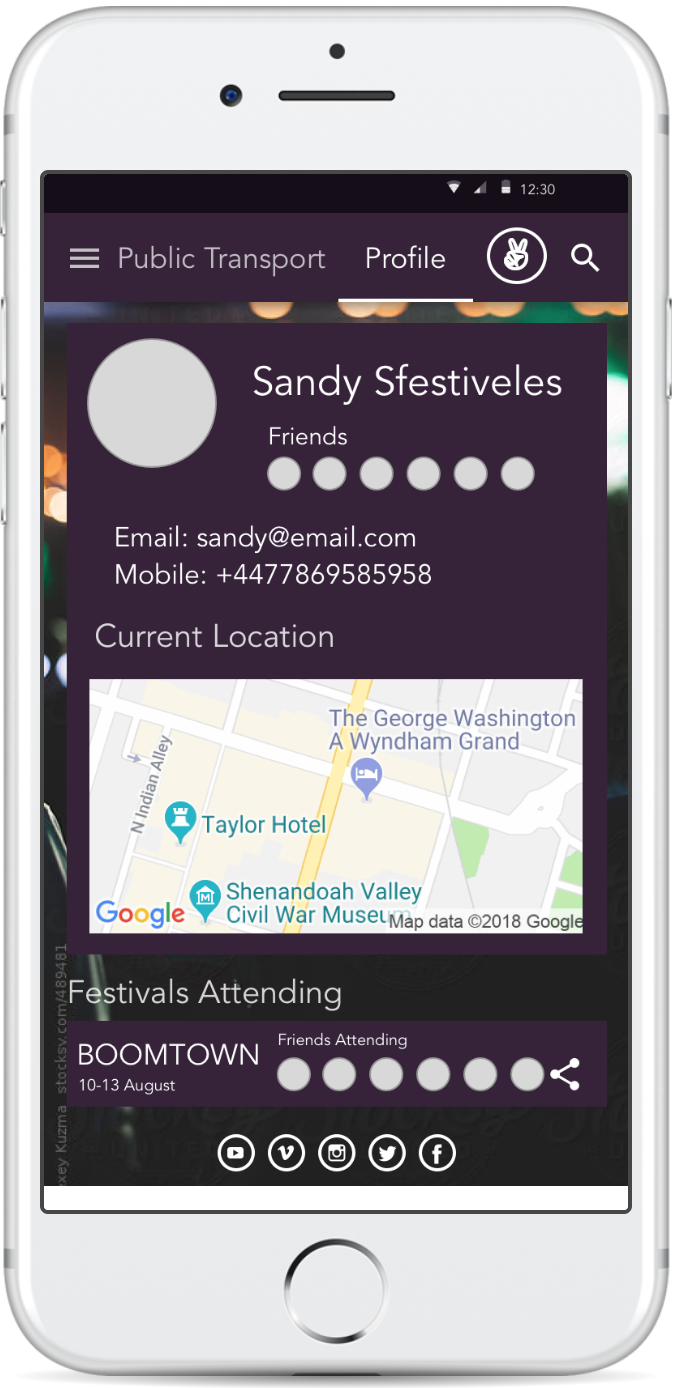 12:30
Public Transport Profile
Sandy Sfestiveles
Friends
Email: sandy@email.com
Mobile: +4477869585958
Current Location
The George Washington
A Wyndham Grand
N Indian Alley
Taylor Hotel
Shenandoah Valley
Civil War Museum
Google
Map data ©2018 Google
Festivals Attending
BOOMTOWN
10-13 August
Friends Attending
xey Kuzma stocksy.com/489481